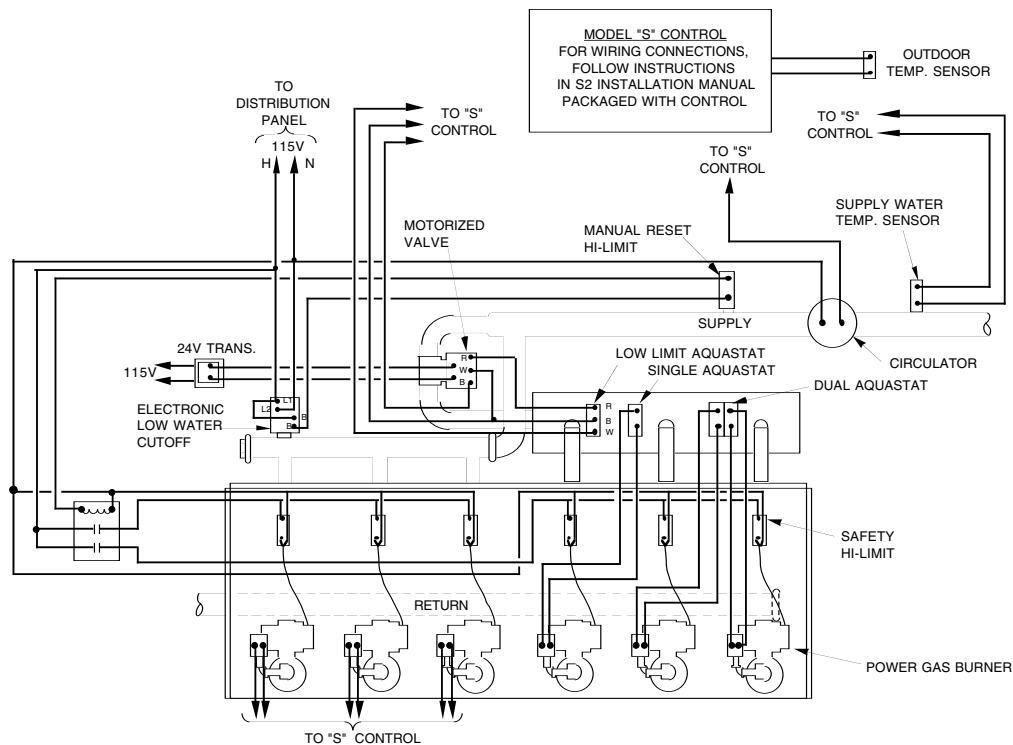 MODEL "S" CONTROL
FOR WIRING CONNECTIONS,
FOLLOW INSTRUCTIONS
IN S2 INSTALLATION MANUAL
PACKAGED WITH CONTROL
OUTDOOR
TEMP. SENSOR
TO
DISTRIBUTION
PANEL
115V
H
N
TO "S"
CONTROL
TO "S"
CONTROL
TO "S"
CONTROL
SUPPLY WATER
TEMP. SENSOR
MOTORIZED
VALVE
MANUAL RESET
HI-LIMIT
SUPPLY
CIRCULATOR
24V TRANS.
115V
R
W
B
LOW LIMIT AQUASTAT
SINGLE AQUASTAT
DUAL AQUASTAT
ELECTRONIC
LOW WATER
CUTOFF
L1
L2
B
B
R
B
W
SAFETY
HI-LIMIT
RETURN
POWER GAS BURNER
TO "S" CONTROL